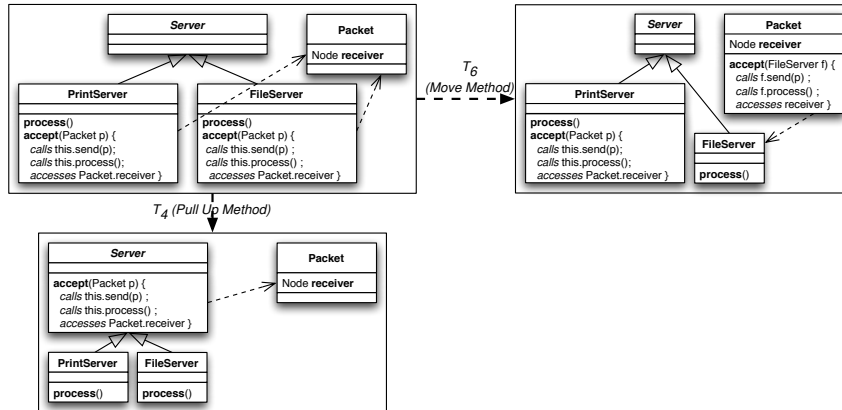 Server
Packet
Node receiver
PrintServer
process()
accept(Packet p) {
calls this.send(p);
calls this.process();
accesses Packet.receiver }
FileServer
process()
accept(Packet p) {
calls this.send(p) ;
calls this.process() ;
accesses Packet.receiver }
T6
(Move Method)
Server
Packet
Node receiver
accept(FileServer f) {
calls f.send(p) ;
calls f.process() ;
accesses receiver }
PrintServer
process()
accept(Packet p) {
calls this.send(p);
calls this.process();
accesses Packet.receiver }
FileServer
process()
T4 (Pull Up Method)
Server
accept(Packet p) {
calls this.send(p) ;
calls this.process() ;
accesses Packet.receiver }
Packet
Node receiver
PrintServer
process()
FileServer
process()